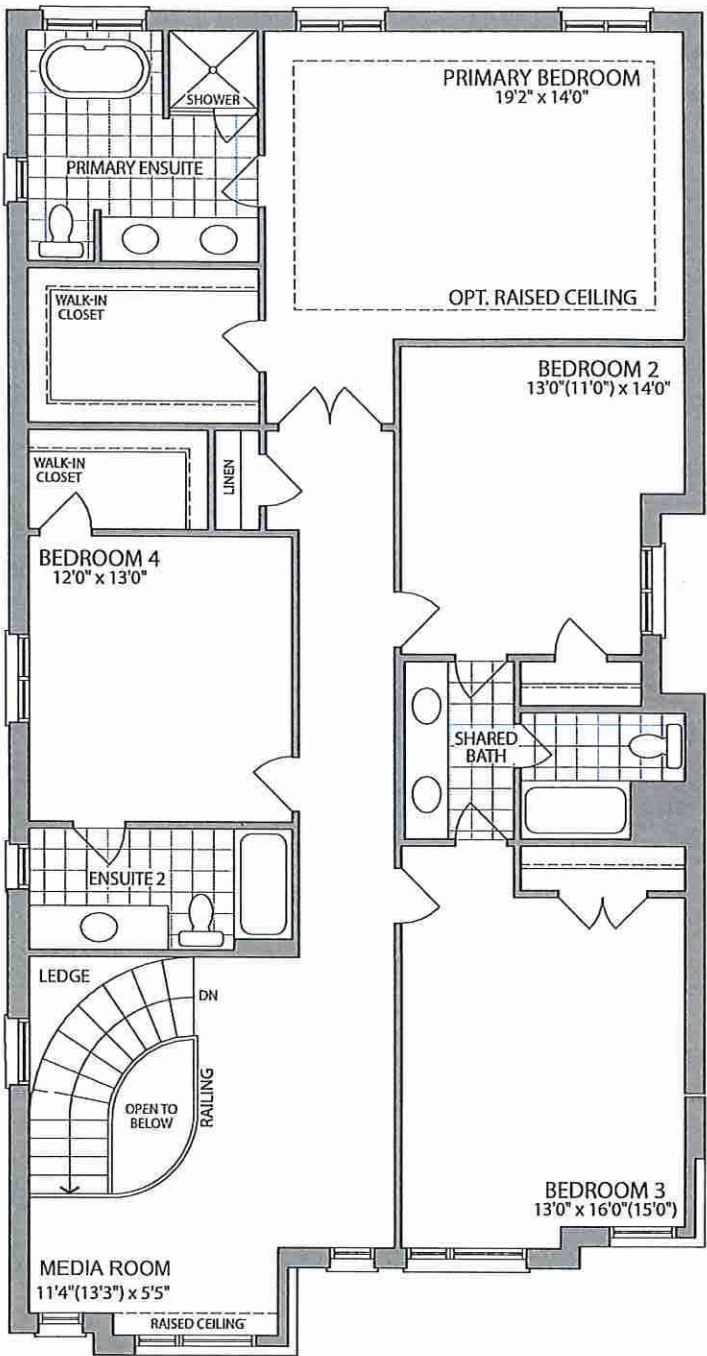 PRIMARY BEDROOM
19'2" x 14'0"
SHOWER
PRIMARY ENSUITE
OPT. RAISED CEILING
WALK-IN
CLOSET
BEDROOM 2
13'0"(11'0") x 14'0"
WALK-IN
CLOSET
LINEN
BEDROOM 4
12'0" x 13'0"
SHARED
BATH
ENSUITE 2
LEDGE
DN
RAILING
OPEN TO
BELOW
BEDROOM 3
13'0" x 16'0"(15'0")
MEDIA ROOM
11'4"(13'3") x 5'5"
RAISED CEILING